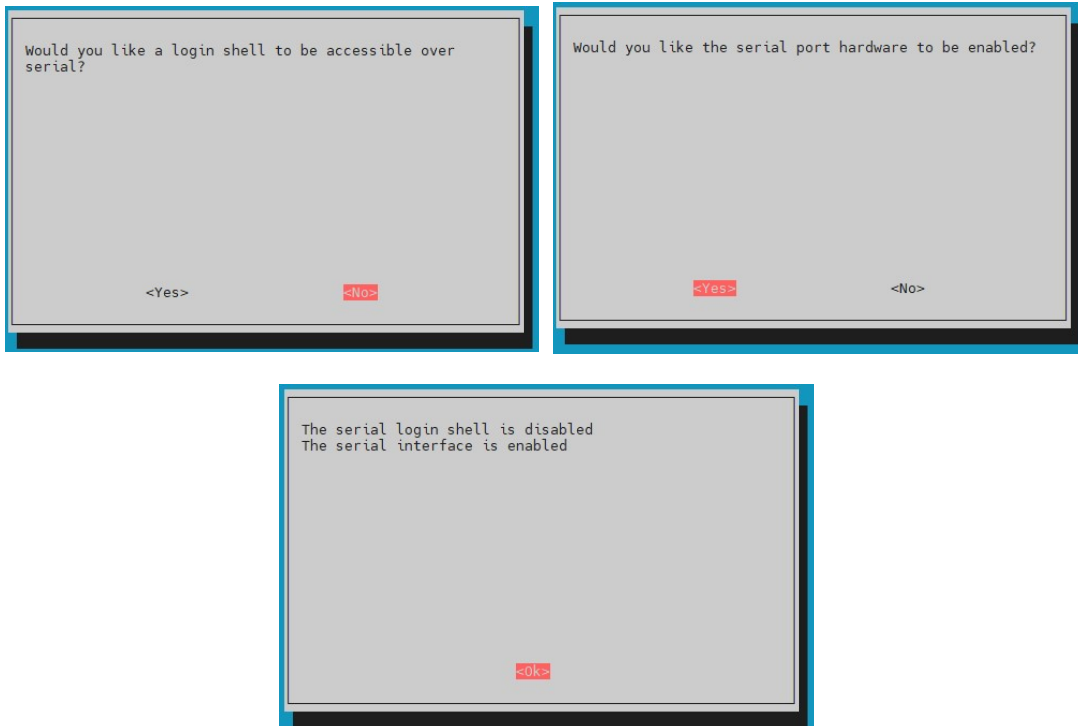 Would you like a login shell to be accessible over
serial?
<Yes> <No>
Would you like the serial port hardware to be enabled?
<Yes> <No>
The serial login shell is disabled
The serial interface is enabled
<Ok>